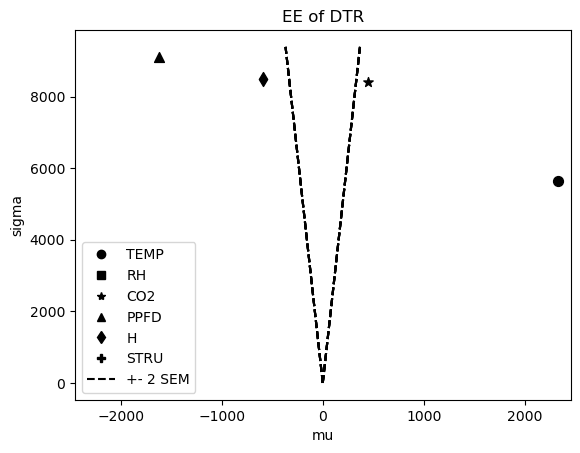 EE of DTR
sigma
8000
6000
4000
2000
0
TEMP
RH
CO2
PPFD
H
STRU
+- 2 SEM
−2000
−1000
0
1000
2000
mu